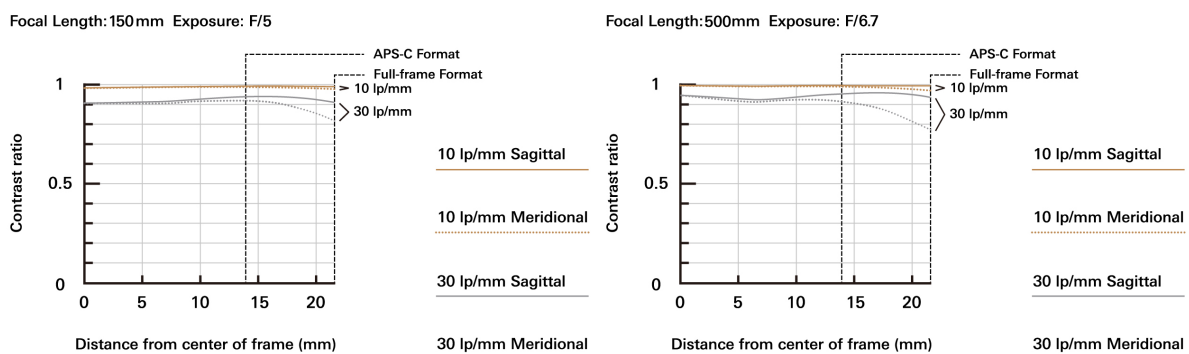 Focal Length:150mm Exposure: F/5
APS-C Format
Full-frame Format
10 lp/mm
30 lp/mm
1
0.5
0
Contrast ratio
0 5 10 15 20
Distance from center of frame (mm)
10 lp/mm Sagittal
10 lp/mm Meridional
30 lp/mm Sagittal
30 lp/mm Meridional
Focal Length:500mm Exposure: F/6.7
APS-C Format
Full-frame Format
10 lp/mm
30 lp/mm
1
0.5
0
Contrast ratio
0 5 10 15 20
Distance from center of frame (mm)
10 lp/mm Sagittal
10 lp/mm Meridional
30 lp/mm Sagittal
30 lp/mm Meridional